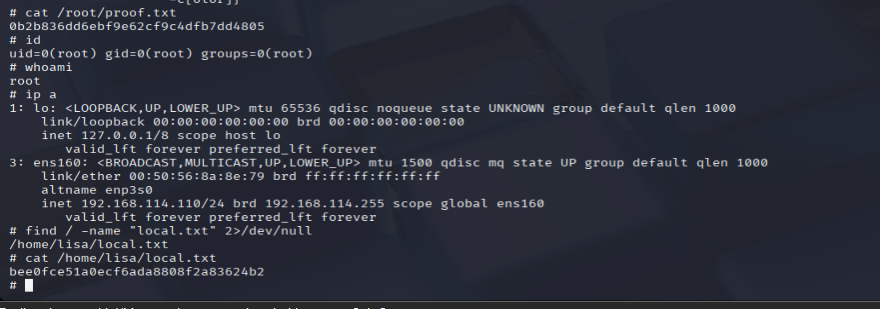 # cat /root/proof.txt
0b2b836dd6ebf9e62cf9c4dfb7dd4805
# id
uid=0(root) gid=0(root) groups=0(root)
# whoami
root
# ip a
1: lo: <LOOPBACK,UP,LOWER_UP> mtu 65536 qdisc noqueue state UNKNOWN group default qlen 1000
    link/loopback 00:00:00:00:00:00 brd 00:00:00:00:00:00
    inet 127.0.0.1/8 scope host lo
       valid_lft forever preferred_lft forever
3: ens160: <BROADCAST,MULTICAST,UP,LOWER_UP> mtu 1500 qdisc mq state UP group default qlen 1000
    link/ether 00:50:56:8a:8e:79 brd ff:ff:ff:ff:ff:ff
    altname enp3s0
    inet 192.168.114.110/24 brd 192.168.114.255 scope global ens160
       valid_lft forever preferred_lft forever
# find / -name "local.txt" 2>/dev/null
/home/lisa/local.txt
# cat /home/lisa/local.txt
bee0fce51a0ecf6ada8808f2a83624b2
#